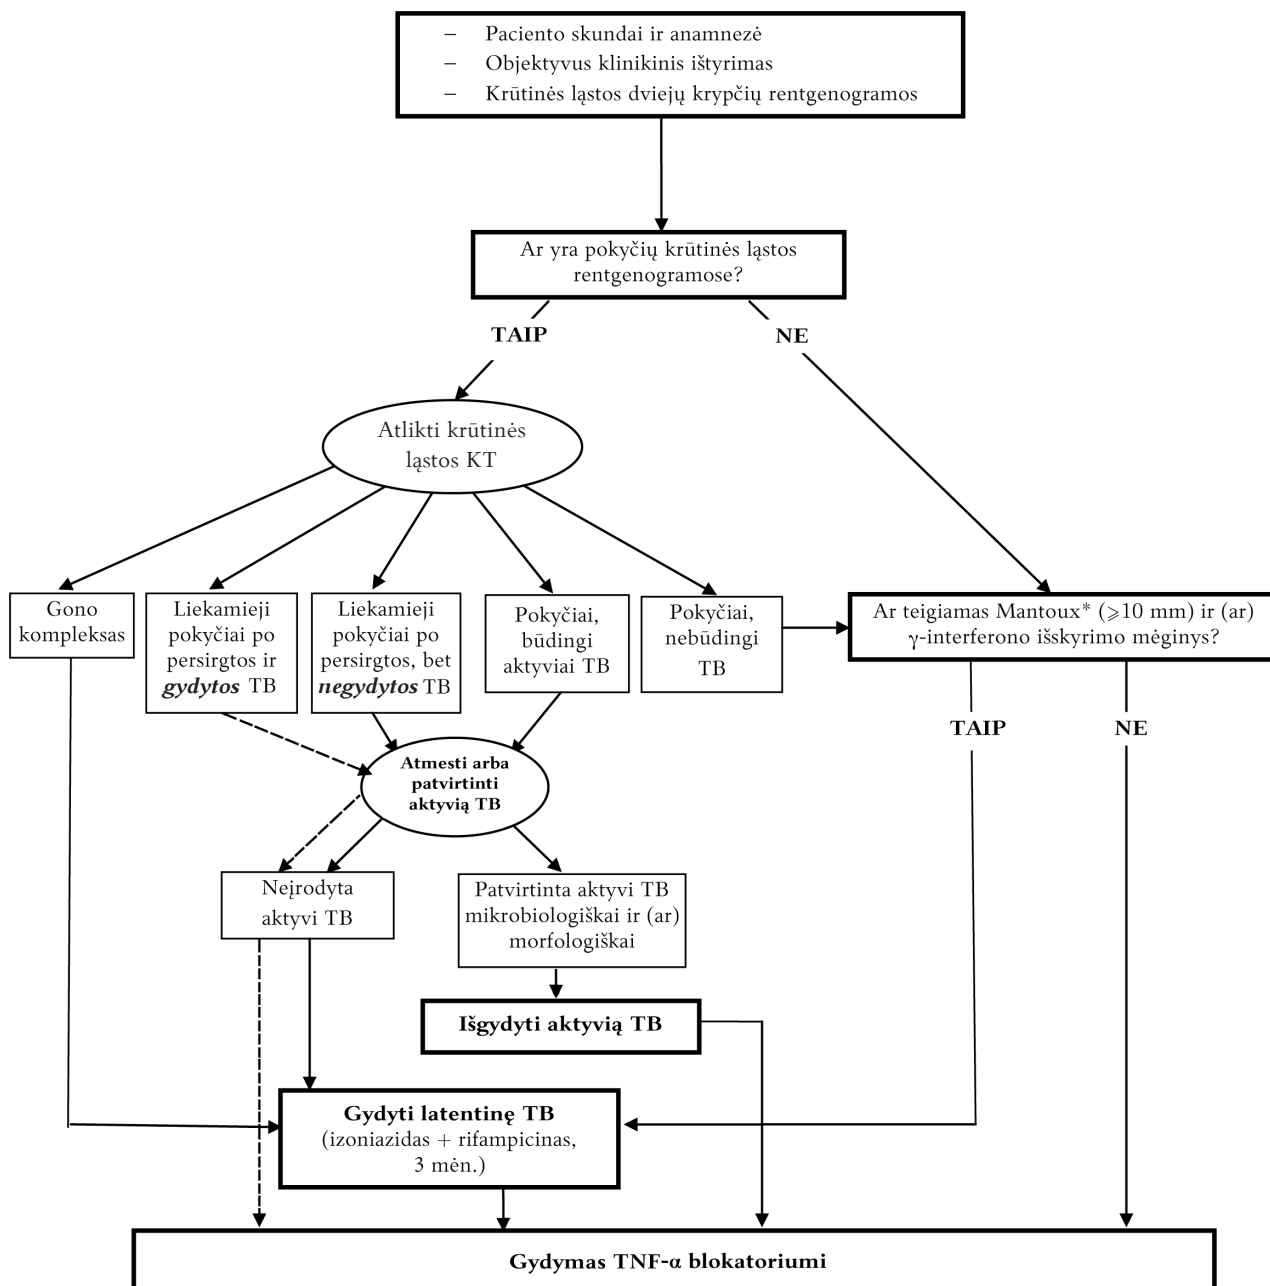 – Paciento skundai ir anamnezė
– Objektyvus klinikinis ištyrimas
– Krūtinės ląstos dviejų krypčių rentgenogramos
Ar yra pokyčių krūtinės ląstos
rentgenogramose?
TAIP
NE
Atlikti krūtinės
ląstos KT
Gono
kompleksas
Liekamieji
pokyčiai po
persirgtos ir
gydytos TB
Liekamieji
pokyčiai po
persirgtos, bet
negydytos TB
Pokyčiai,
būdingi
aktyviai TB
Pokyčiai,
nebūdingi
TB
Ar teigiamas Mantoux* (⩾10 mm) ir (ar)
γ-interferono išskyrimo mėginys?
TAIP
NE
Atmesti arba
patvirtinti
aktyvią TB
Neįrodyta
aktyvi TB
Patvirtinta aktyvi TB
mikrobiologiškai ir (ar)
morfologiškai
Išgydyti aktyvią TB
Gydyti latentinę TB
(izoniazidas + rifampicinas,
3 mėn.)
Gydymas TNF-α blokatoriumi